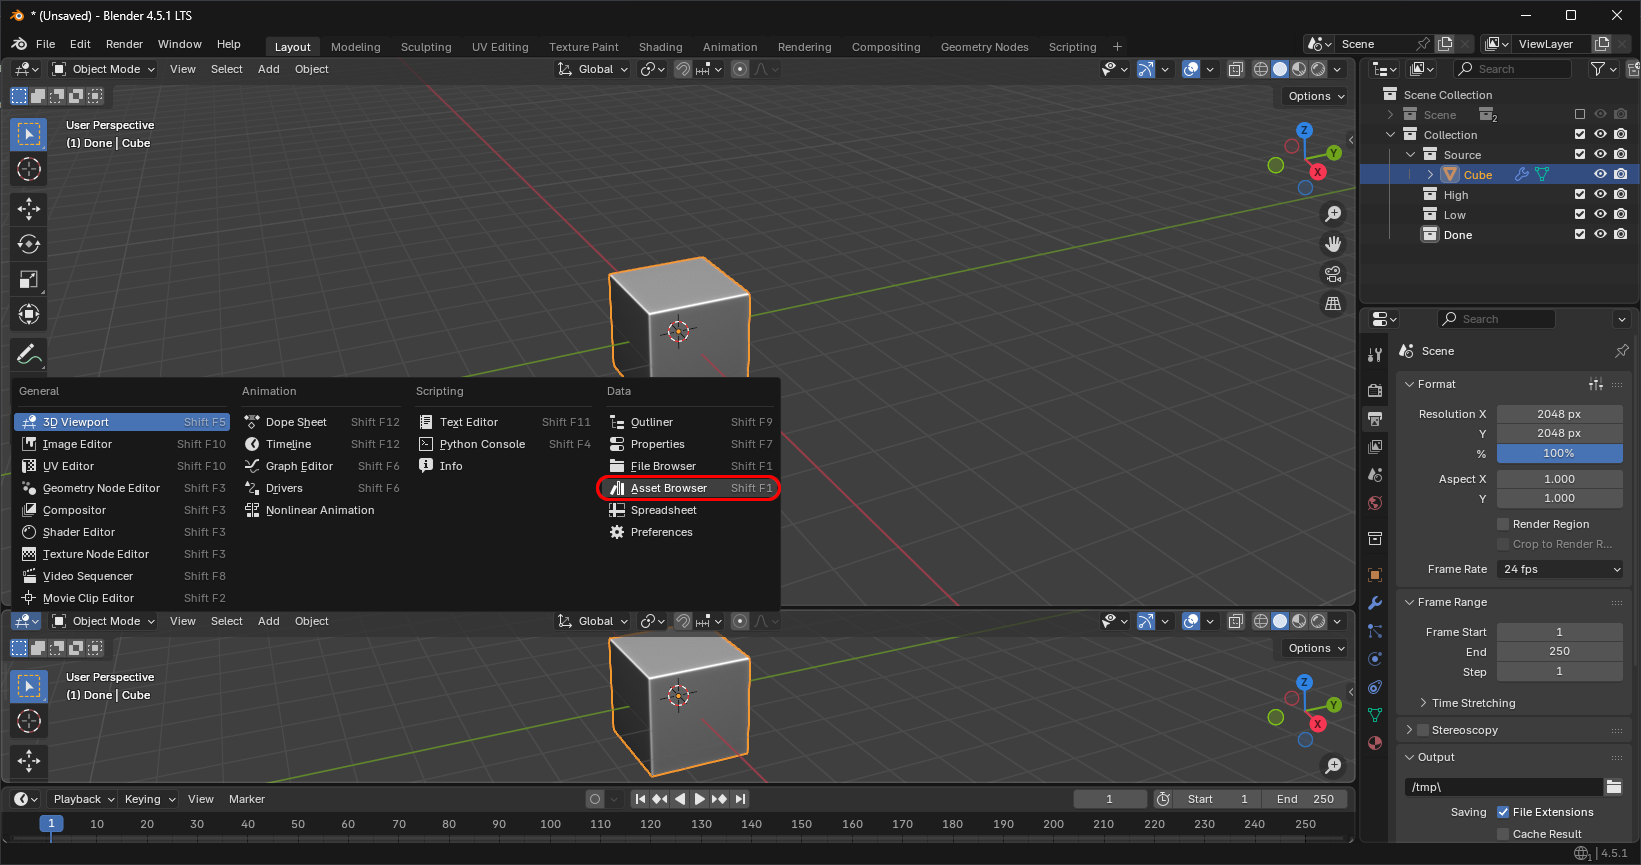 * (Unsaved) - Blender 4.5.1 LTS
File Edit Render Window Help Layout Modeling Sculpting UV Editing Texture Paint Shading Animation Rendering Compositing Geometry Nodes Scripting + Scene ViewLayer
Object Mode View Select Add Object Global Search
Options
User Perspective
(1) Done | Cube
Z
Y
X
Scene Collection
Scene 2
Collection
Source
Cube
High
Low
Done
Search
Scene
General
3D Viewport Shift F5
Image Editor Shift F10
UV Editor Shift F10
Geometry Node Editor Shift F3
Compositor Shift F3
Shader Editor Shift F3
Texture Node Editor Shift F3
Video Sequencer Shift F8
Movie Clip Editor Shift F2
Animation
Dope Sheet Shift F12
Timeline Shift F12
Graph Editor Shift F6
Drivers Shift F6
Nonlinear Animation
Scripting
Text Editor Shift F11
Python Console Shift F4
Info
Data
Outliner Shift F9
Properties Shift F7
File Browser Shift F1
Asset Browser Shift F1
Spreadsheet
Preferences
Format
Resolution X 2048 px
Y 2048 px
% 100%
Aspect X 1.000
Y 1.000
Render Region
Crop to Render R...
Frame Rate 24 fps
Frame Range
Frame Start 1
End 250
Step 1
Time Stretching
Stereoscopy
Output
/tmp\
Saving File Extensions
Cache Result
Object Mode View Select Add Object Global
Options
User Perspective
(1) Done | Cube
Z
Y
X
Playback Keying View Marker 1 Start 1 End 250
1 10 20 30 40 50 60 70 80 90 100 110 120 130 140 150 160 170 180 190 200 210 220 230 240 250
1 | 4.5.1